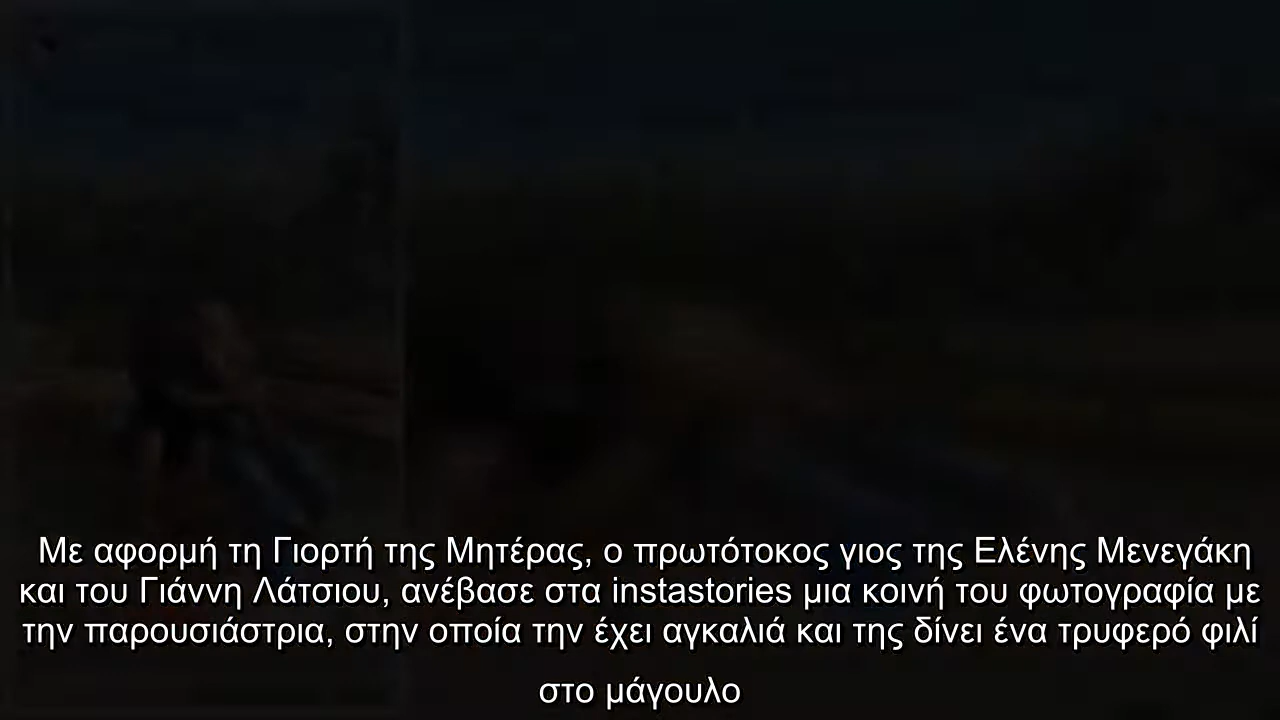 Με αφορμή τη Γιορτή της Μητέρας, ο πρωτότοκος γιος της Ελένης Μενεγάκη
και του Γιάννη Λάτσιου, ανέβασε στα instastories μια κοινή του φωτογραφία με
την παρουσιάστρια, στην οποία την έχει αγκαλιά και της δίνει ένα τρυφερό φιλί
στο μάγουλο